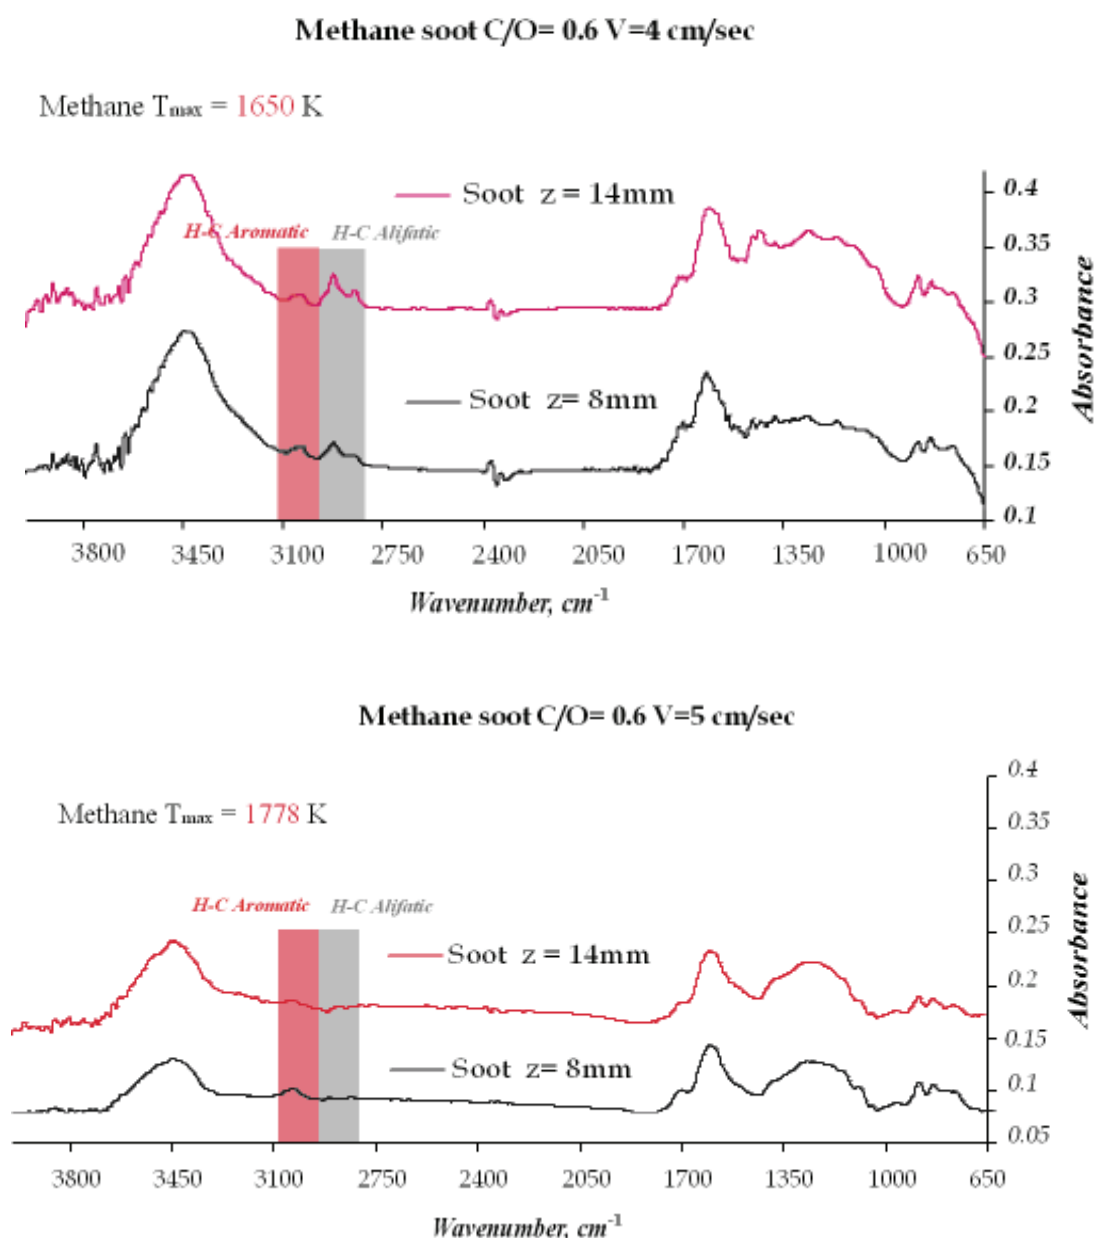 Methane soot C/O= 0.6 V=4 cm/sec
Methane Tmax = 1650 K
Soot z = 14mm
H-C Aromatic H-C Alifatic
Soot z= 8mm
0.4
0.35
0.3
0.25
0.2
0.15
0.1
Absorbance
3800 3450 3100 2750 2400 2050 1700 1350 1000 650
Wavenumber, cm-1
Methane soot C/O= 0.6 V=5 cm/sec
Methane Tmax = 1778 K
H-C Aromatic H-C Alifatic
Soot z = 14mm
Soot z= 8mm
0.4
0.35
0.3
0.25
0.2
0.15
0.1
0.05
Absorbance
3800 3450 3100 2750 2400 2050 1700 1350 1000 650
Wavenumber, cm-1